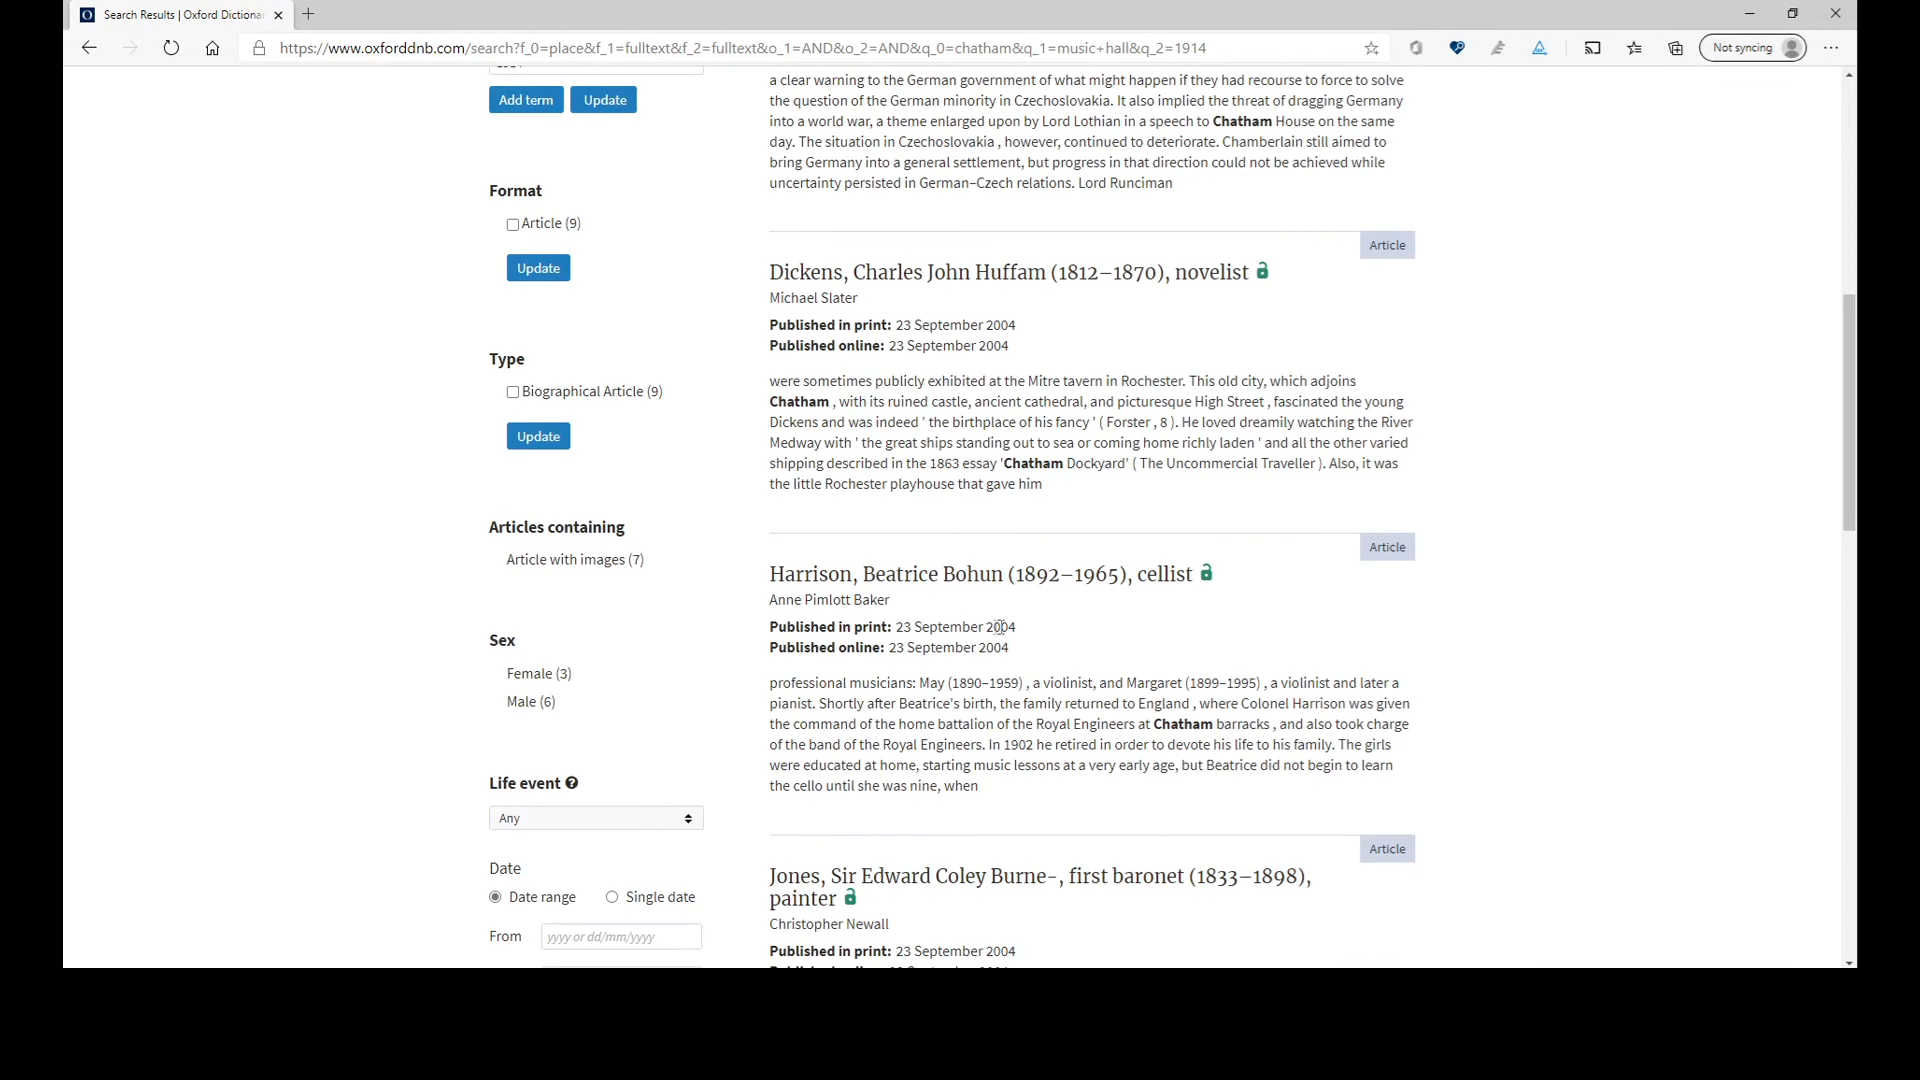 Search Results | Oxford Dictiona
https://www.oxforddnb.com/search?f_0=place&f_1=fulltext&f_2=fulltext&o_1=AND&o_2=AND&q_0=chatham&q_1=music+hall&q_2=1914
Not syncing
Add term
Update
Format
Article (9)
Update
Type
Biographical Article (9)
Update
Articles containing
Article with images (7)
Sex
Female (3)
Male (6)
Life event
Any
Date
Date range
Single date
From
yyyy or dd/mm/yyyy
a clear warning to the German government of what might happen if they had recourse to force to solve
the question of the German minority in Czechoslovakia. It also implied the threat of dragging Germany
into a world war, a theme enlarged upon by Lord Lothian in a speech to Chatham House on the same
day. The situation in Czechoslovakia , however, continued to deteriorate. Chamberlain still aimed to
bring Germany into a general settlement, but progress in that direction could not be achieved while
uncertainty persisted in German–Czech relations. Lord Runciman
Article
Dickens, Charles John Huffam (1812–1870), novelist
Michael Slater
Published in print: 23 September 2004
Published online: 23 September 2004
were sometimes publicly exhibited at the Mitre tavern in Rochester. This old city, which adjoins
Chatham , with its ruined castle, ancient cathedral, and picturesque High Street , fascinated the young
Dickens and was indeed ' the birthplace of his fancy ' ( Forster , 8 ). He loved dreamily watching the River
Medway with ' the great ships standing out to sea or coming home richly laden ' and all the other varied
shipping described in the 1863 essay 'Chatham Dockyard' ( The Uncommercial Traveller ). Also, it was
the little Rochester playhouse that gave him
Article
Harrison, Beatrice Bohun (1892–1965), cellist
Anne Pimlott Baker
Published in print: 23 September 2004
Published online: 23 September 2004
professional musicians: May (1890–1959) , a violinist, and Margaret (1899–1995) , a violinist and later a
pianist. Shortly after Beatrice's birth, the family returned to England , where Colonel Harrison was given
the command of the home battalion of the Royal Engineers at Chatham barracks , and also took charge
of the band of the Royal Engineers. In 1902 he retired in order to devote his life to his family. The girls
were educated at home, starting music lessons at a very early age, but Beatrice did not begin to learn
the cello until she was nine, when
Article
Jones, Sir Edward Coley Burne-, first baronet (1833–1898),
painter
Christopher Newall
Published in print: 23 September 2004